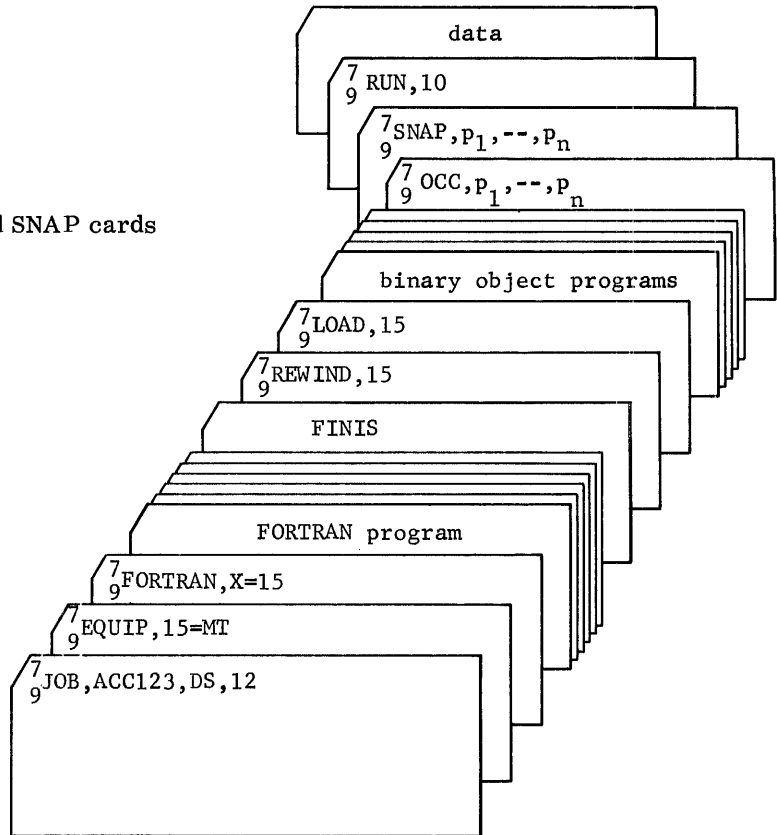 data
7/9 RUN,10
7/9 SNAP,p1,--,pn
7/9 OCC,p1,--,pn
SNAP cards
binary object programs
7/9 LOAD,15
7/9 REWIND,15
FINIS
FORTRAN program
7/9 FORTRAN,X=15
7/9 EQUIP,15=MT
7/9 JOB,ACC123,DS,12